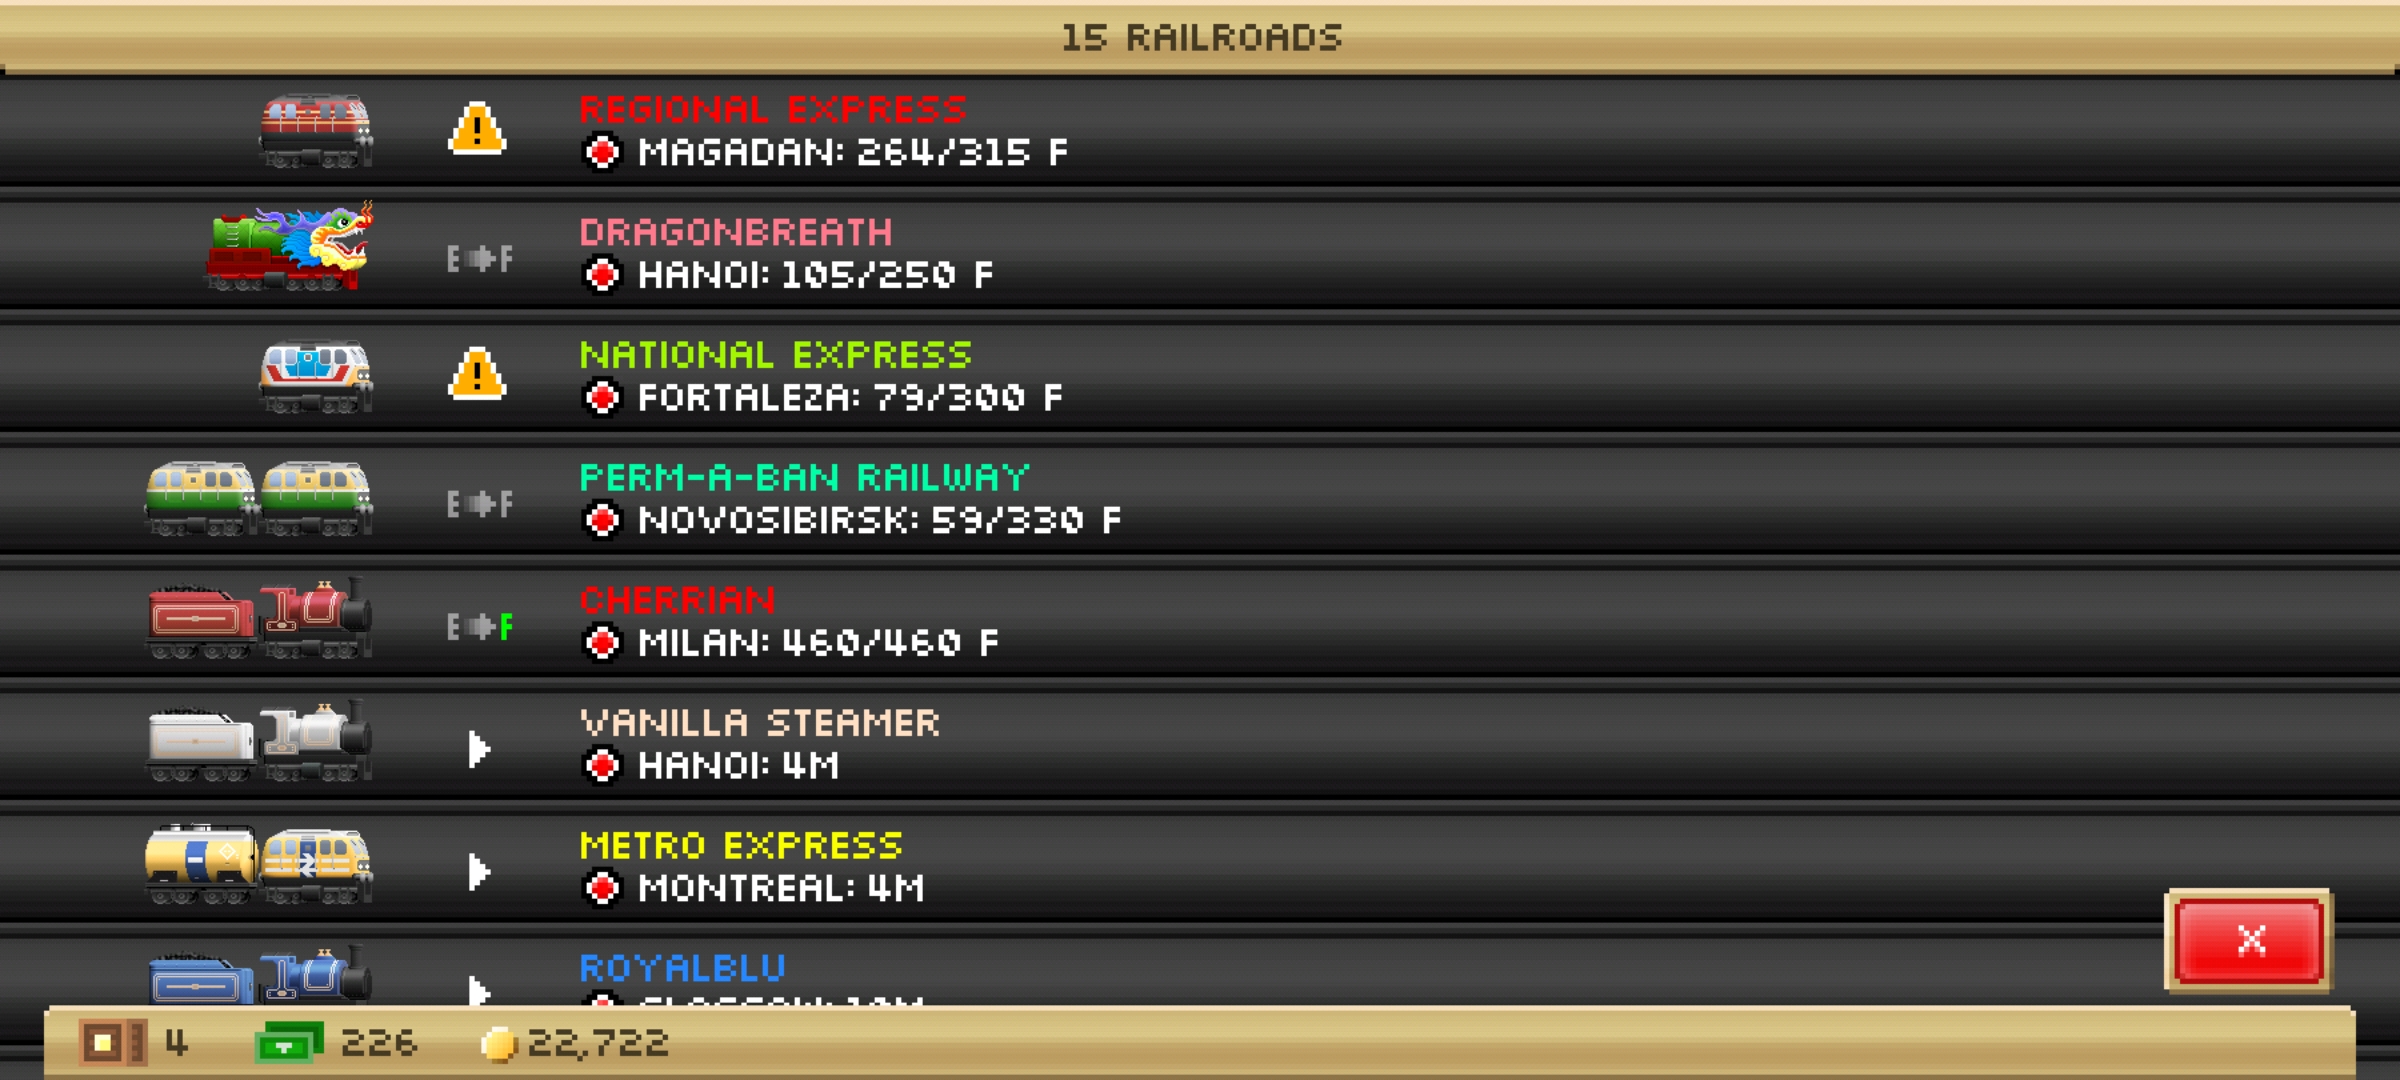 15 RAILROADS
REGIONAL EXPRESS
MAGADAN: 264/315 F
DRAGONBREATH
E F
HANOI: 105/250 F
NATIONAL EXPRESS
FORTALEZA: 79/300 F
PERM-A-BAN RAILWAY
E F
NOVOSIBIRSK: 59/330 F
CHERRIAN
E F
MILAN: 460/460 F
VANILLA STEAMER
HANOI: 4M
METRO EXPRESS
MONTREAL: 4M
X
ROYALBLU
4 226 22,722